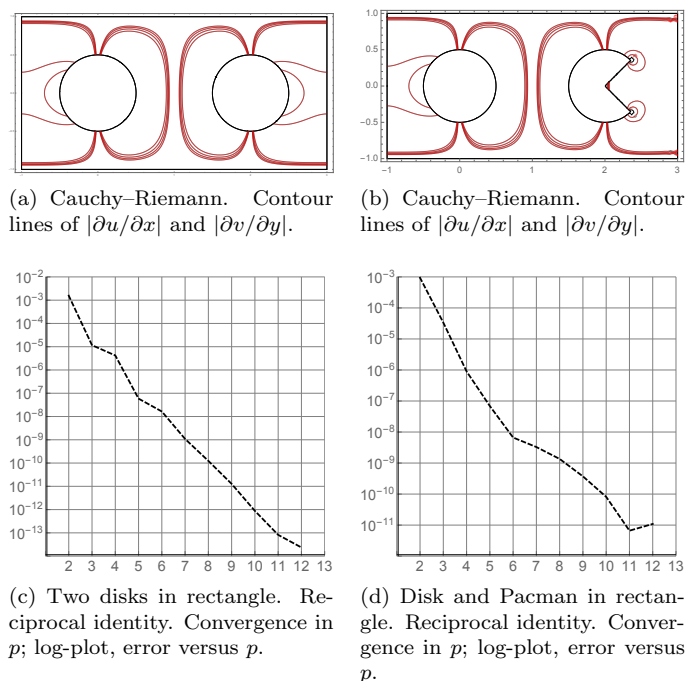 1.0
0.5
0.0
-0.5
-1.0
-1 0 1 2 3
(a) Cauchy–Riemann. Contour
lines of |∂u/∂x| and |∂v/∂y|.
(b) Cauchy–Riemann. Contour
lines of |∂u/∂x| and |∂v/∂y|.
10⁻²
10⁻³
10⁻⁴
10⁻⁵
10⁻⁶
10⁻⁷
10⁻⁸
10⁻⁹
10⁻¹⁰
10⁻¹¹
10⁻¹²
10⁻¹³
2 3 4 5 6 7 8 9 10 11 12 13
10⁻³
10⁻⁴
10⁻⁵
10⁻⁶
10⁻⁷
10⁻⁸
10⁻⁹
10⁻¹⁰
10⁻¹¹
2 3 4 5 6 7 8 9 10 11 12 13
(c) Two disks in rectangle. Re-
ciprocal identity. Convergence in
p; log-plot, error versus p.
(d) Disk and Pacman in rectan-
gle. Reciprocal identity. Conver-
gence in p; log-plot, error versus
p.